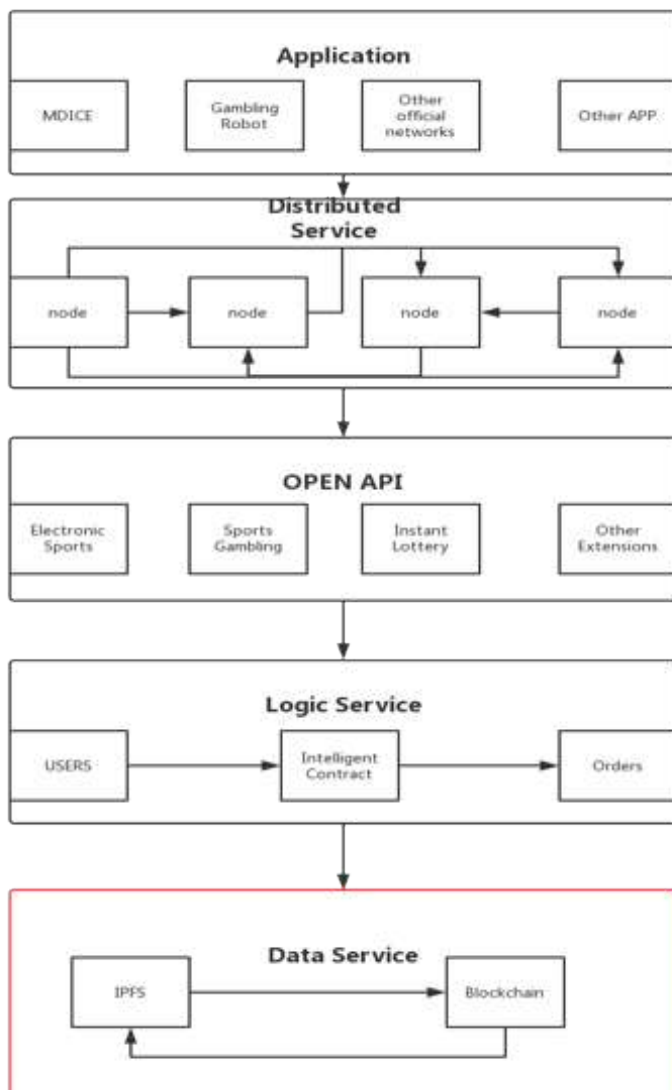 Application
MDICE
Gambling
Robot
Other
official
networks
Other APP
Distributed
Service
node
node
node
node
OPEN API
Electronic
Sports
Sports
Gambling
Instant
Lottery
Other
Extensions
Logic Service
USERS
Intelligent
Contract
Orders
Data Service
IPFS
Blockchain